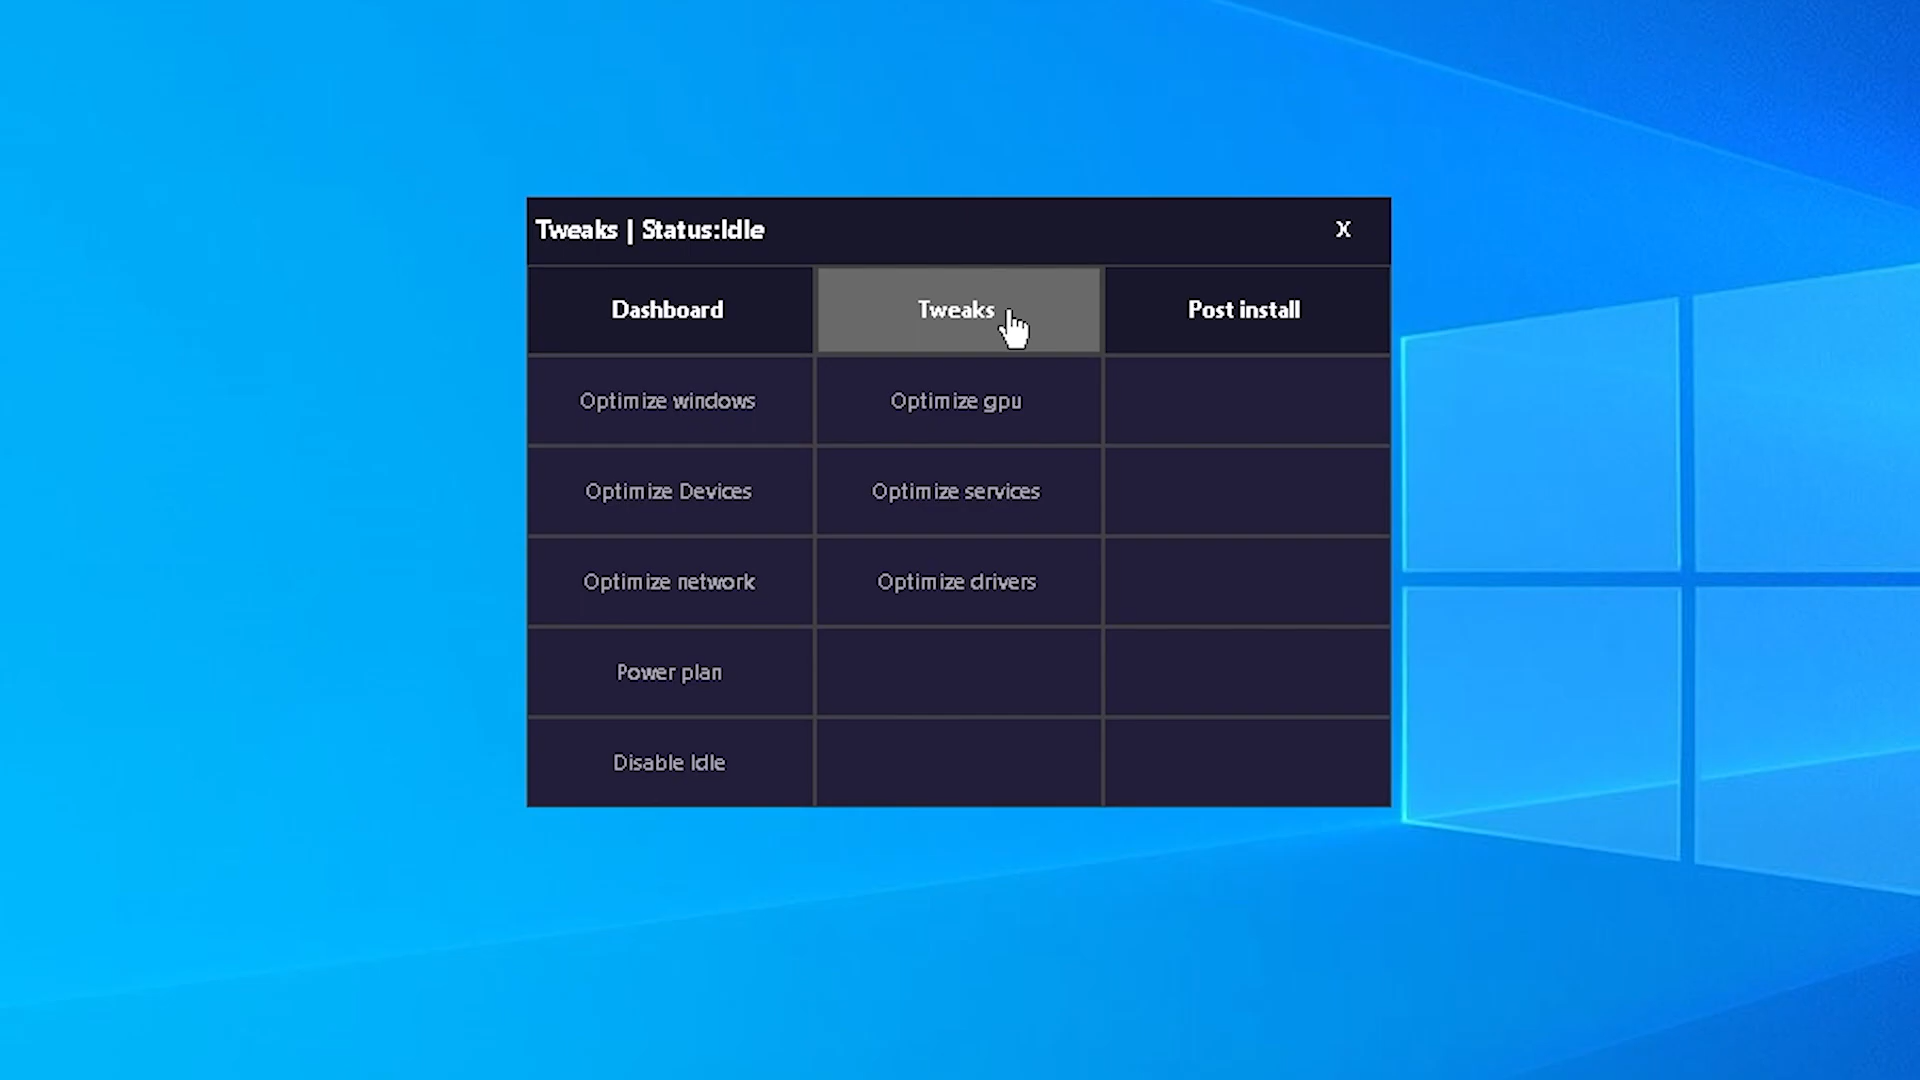 Tweaks | Status:Idle
X
Dashboard
Tweaks
Post install
Optimize windows
Optimize gpu
Optimize Devices
Optimize services
Optimize network
Optimize drivers
Power plan
Disable Idle